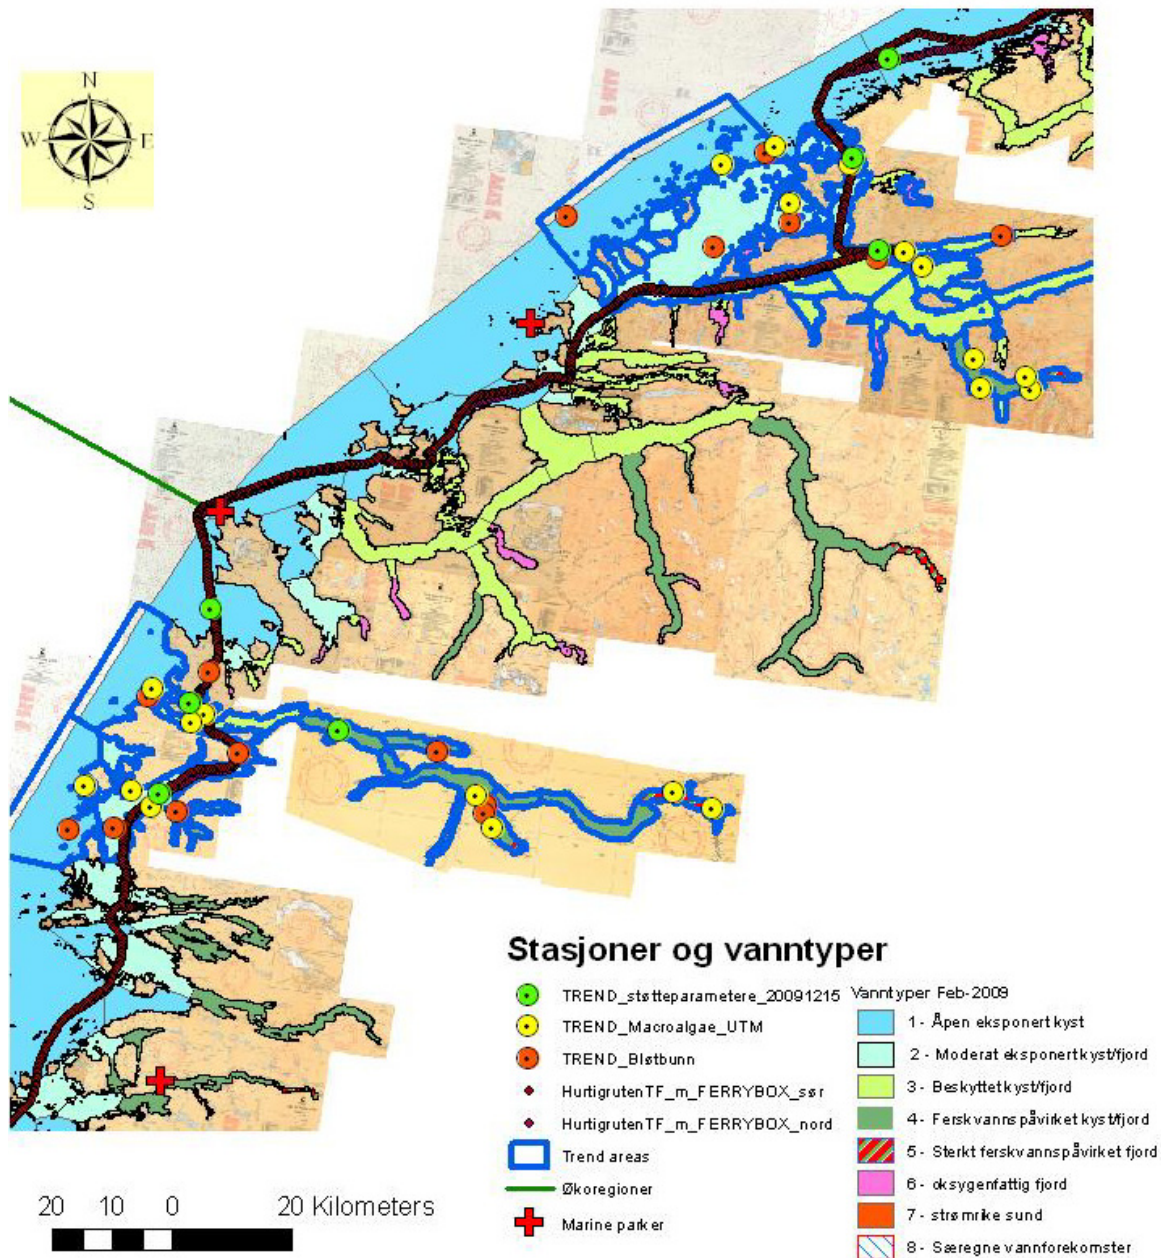 N
W E
S
Stasjoner og vanntyper
TREND_støtteparametere_20091215
TREND_Macroalgae_UTM
TREND_Bløtbunn
HurtigrutenTF_m_FERRYBOX_sør
HurtigrutenTF_m_FERRYBOX_nord
Trend areas
Økoregioner
Marine parker
Vanntyper Feb-2009
1 - Åpen eksponert kyst
2 - Moderat eksponert kyst/fjord
3 - Beskyttet kyst/fjord
4 - Ferskvannspåvirket kyst/fjord
5 - Sterkt ferskvannspåvirket fjord
6 - oksygenfattig fjord
7 - strømrike sund
8 - Særegne vannforekomster
20 10 0 20 Kilometers